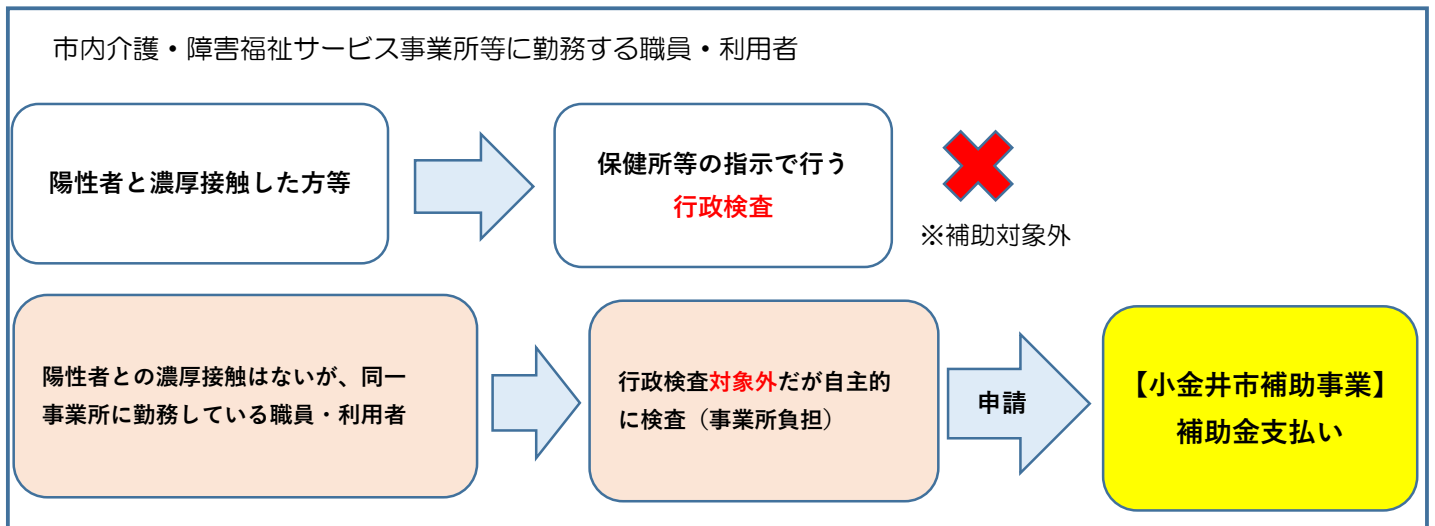 市内介護・障害福祉サービス事業所等に勤務する職員・利用者
陽性者と濃厚接触した方等
保健所等の指示で行う
行政検査
※補助対象外
陽性者との濃厚接触はないが、同一
事業所に勤務している職員・利用者
行政検査対象外だが自主的
に検査（事業所負担）
申請
【小金井市補助事業】
補助金支払い